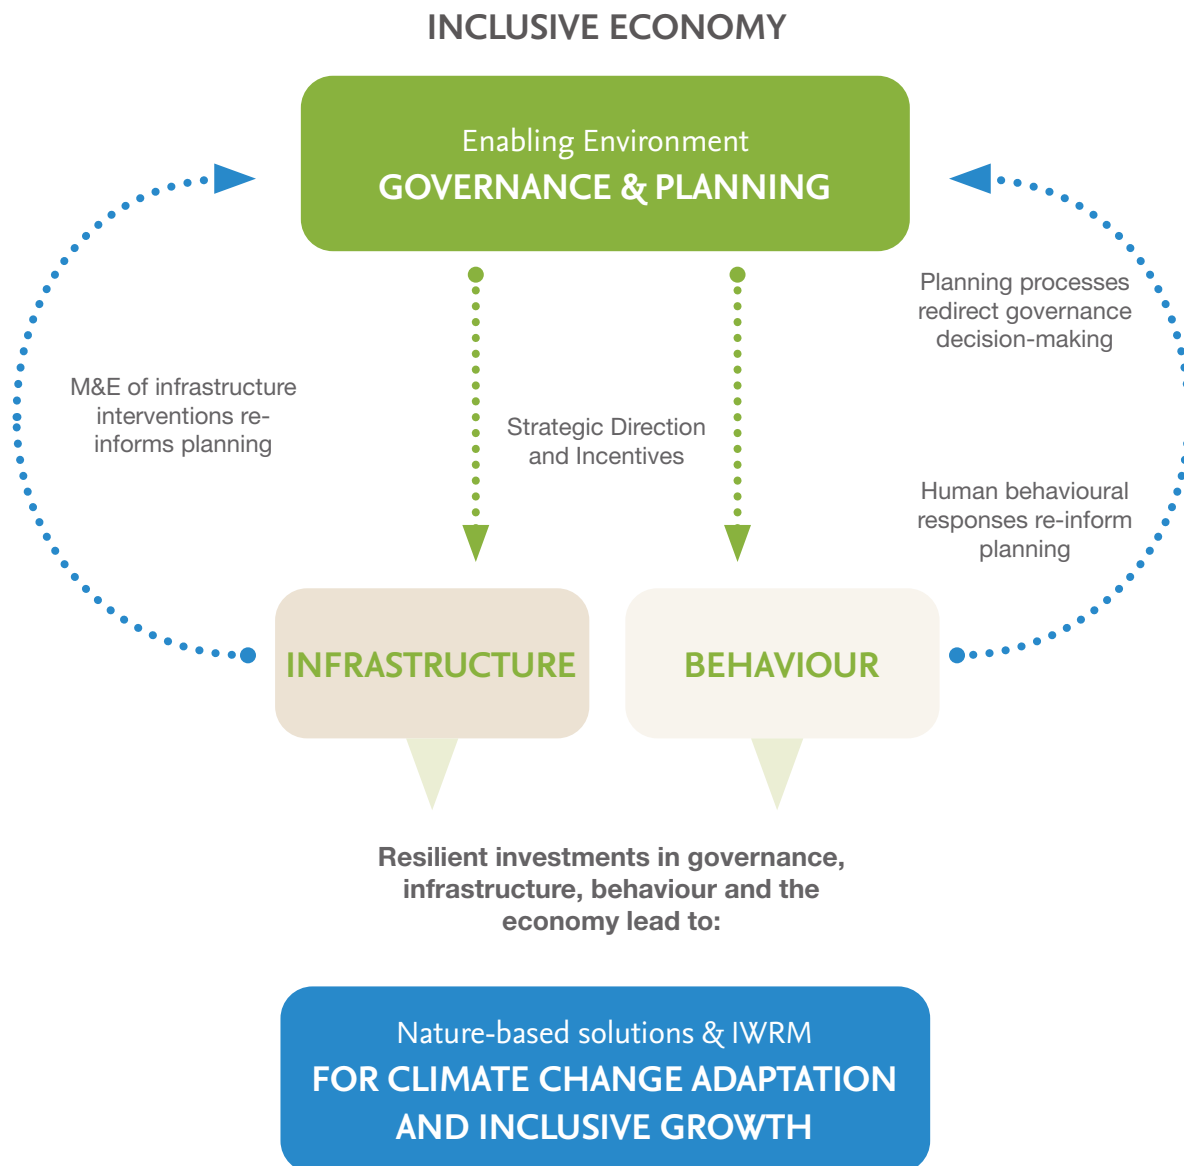 INCLUSIVE ECONOMY
Enabling Environment
GOVERNANCE & PLANNING
Planning processes
redirect governance
decision-making
M&E of infrastructure
interventions re-
informs planning
Strategic Direction
and Incentives
Human behavioural
responses re-inform
planning
INFRASTRUCTURE
BEHAVIOUR
Resilient investments in governance,
infrastructure, behaviour and the
economy lead to:
Nature-based solutions & IWRM
FOR CLIMATE CHANGE ADAPTATION
AND INCLUSIVE GROWTH